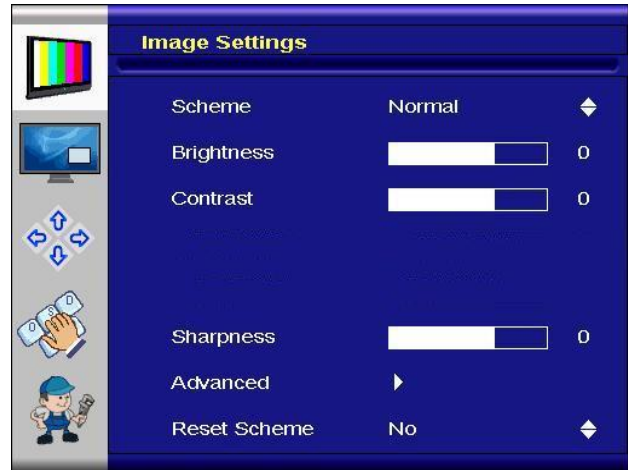 Image Settings
Scheme Normal
Brightness 0
Contrast 0
Sharpness 0
Advanced
Reset Scheme No
O S D